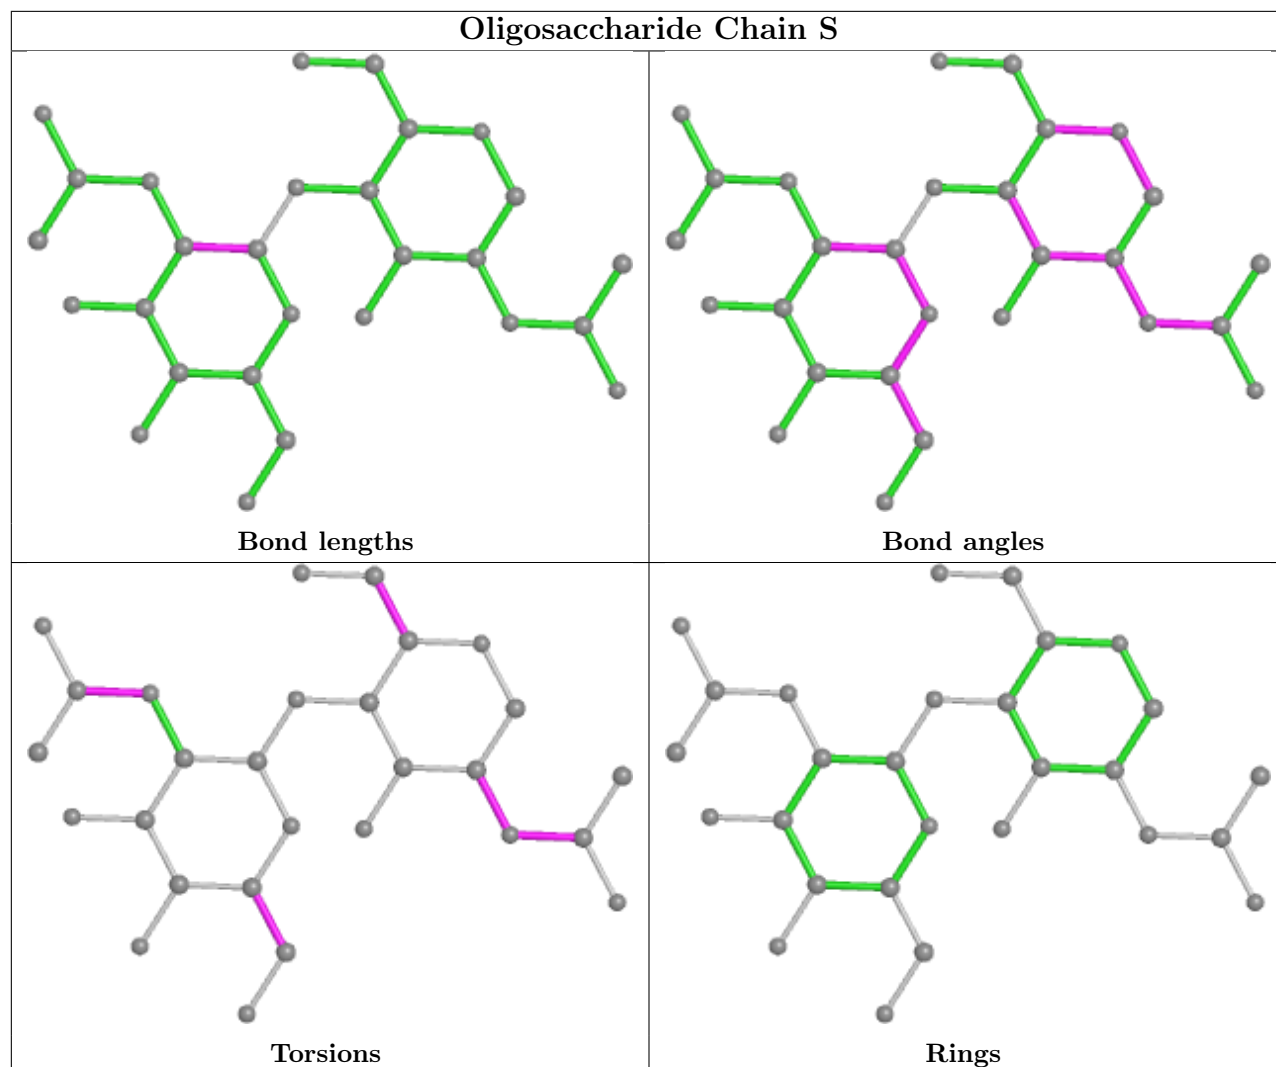 Oligosaccharide Chain S
Bond lengths
Bond angles
Torsions
Rings